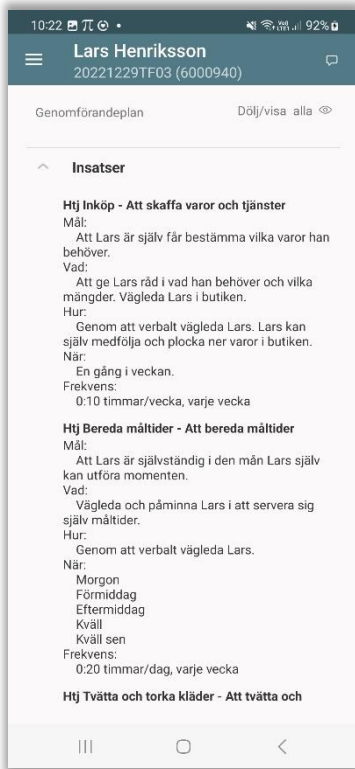 10:22
92%
Lars Henriksson
20221229TF03 (6000940)
Genomförandeplan
Dölj/visa alla
Insatser
Htj Inköp - Att skaffa varor och tjänster
Mål:
Att Lars är själv får bestämma vilka varor han
behöver.
Vad:
Att ge Lars råd i vad han behöver och vilka
mängder. Vägleda Lars i butiken.
Hur:
Genom att verbalt vägleda Lars. Lars kan
själv medfölja och plocka ner varor i butiken.
När:
En gång i veckan.
Frekvens:
0:10 timmar/vecka, varje vecka
Htj Bereda måltider - Att bereda måltider
Mål:
Att Lars är självständig i den mån Lars själv
kan utföra momenten.
Vad:
Vägleda och påminna Lars i att servera sig
själv måltider.
Hur:
Genom att verbalt vägleda Lars.
När:
Morgon
Förmiddag
Eftermiddag
Kväll
Kväll sen
Frekvens:
0:20 timmar/dag, varje vecka
Htj Tvätta och torka kläder - Att tvätta och